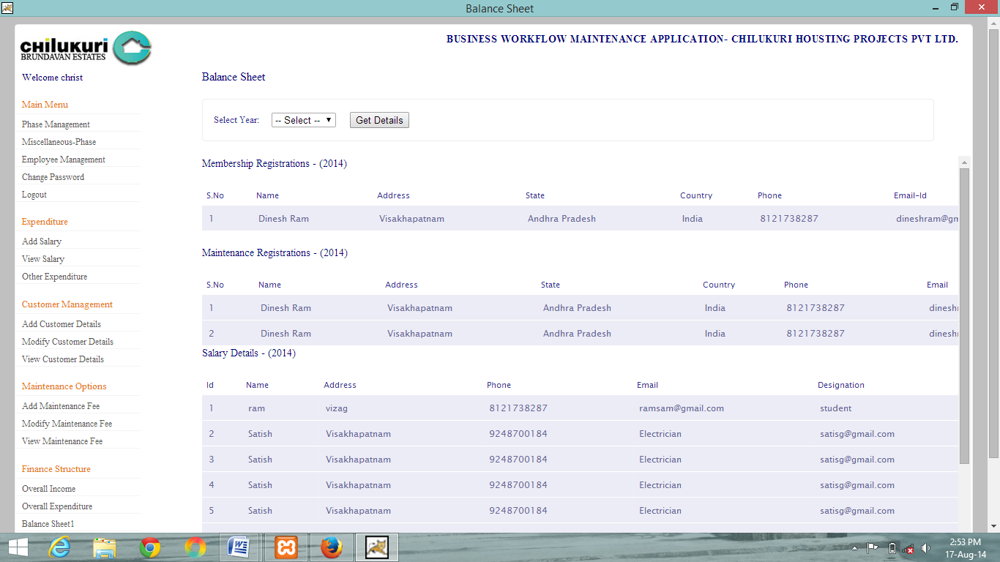 Balance Sheet
CHILUKURI
BRUNDAVAN ESTATES
BUSINESS WORKFLOW MAINTENANCE APPLICATION- CHILUKURI HOUSTING PROJECTS PVT LTD.
Welcome christ
Main Menu
Phase Management
Miscellaneous-Phase
Employee Management
Change Password
Logout
Expenditure
Add Salary
View Salary
Other Expenditure
Customer Management
Add Customer Details
Modify Customer Details
View Customer Details
Maintenance Options
Add Maintenance Fee
Modify Maintenance Fee
View Maintenance Fee
Finance Structure
Overall Income
Overall Expenditure
Balance Sheet1
Balance Sheet
Select Year: -- Select -- Get Details
Membership Registrations - (2014)
S.No Name Address State Country Phone Email-Id
1 Dinesh Ram Visakhapatnam Andhra Pradesh India 8121738287 dineshram@gm
Maintenance Registrations - (2014)
S.No Name Address State Country Phone Email
1 Dinesh Ram Visakhapatnam Andhra Pradesh India 8121738287 dinesh
2 Dinesh Ram Visakhapatnam Andhra Pradesh India 8121738287 dinesh
Salary Details - (2014)
Id Name Address Phone Email Designation
1 ram vizag 8121738287 ramsam@gmail.com student
2 Satish Visakhapatnam 9248700184 Electrician satisg@gmail.com
3 Satish Visakhapatnam 9248700184 Electrician satisg@gmail.com
4 Satish Visakhapatnam 9248700184 Electrician satisg@gmail.com
5 Satish Visakhapatnam 9248700184 Electrician satisg@gmail.com
2:53 PM
17-Aug-14